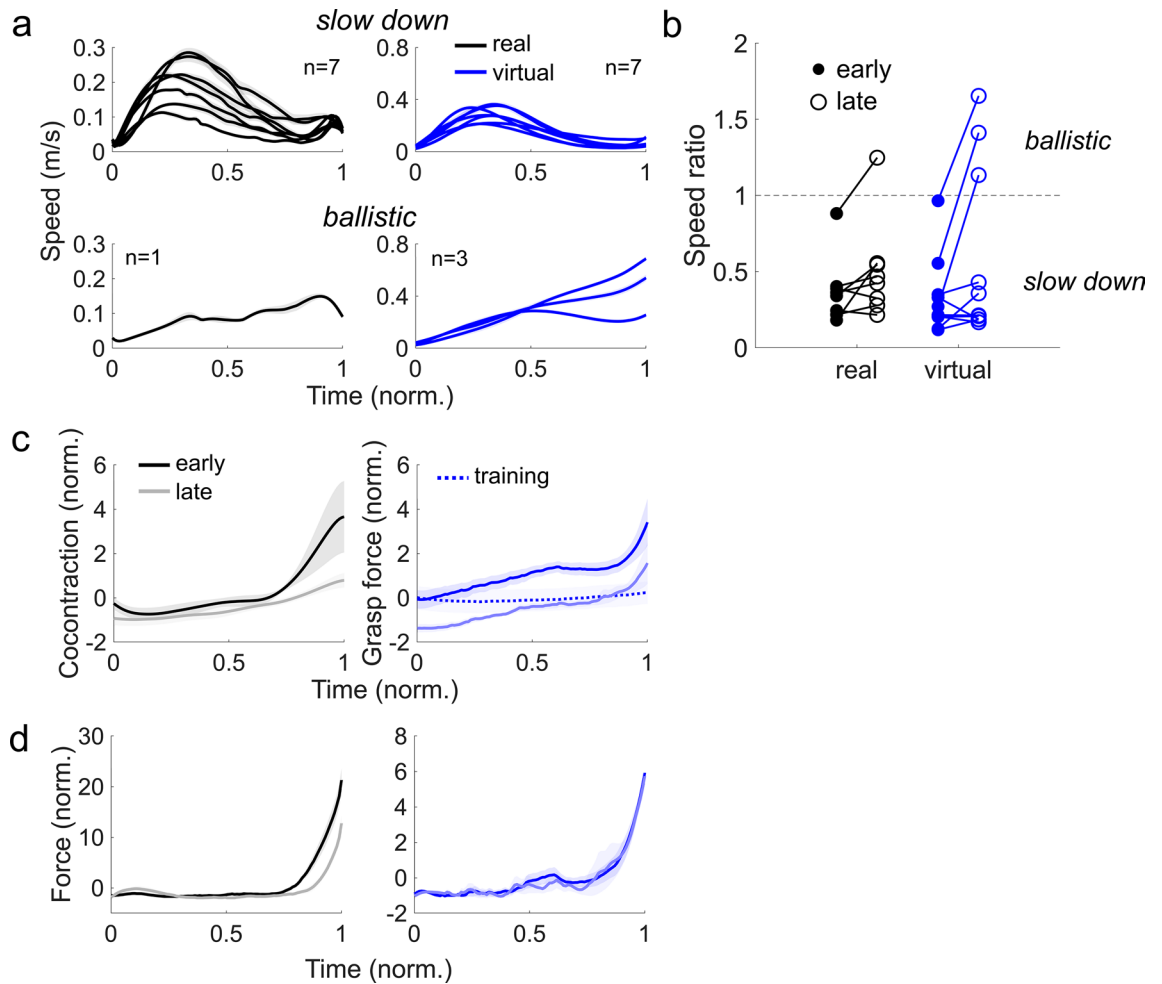 a
slow down
b
Speed (m/s)
0.3
0.2
0.1
0
0
0.5
1
n=7
real
virtual
0.8
0.4
0
0
0.5
1
n=7
ballistic
0.3
0.2
0.1
0
0
0.5
1
n=1
0.8
0.4
0
0
0.5
1
n=3
Time (norm.)
Speed ratio
2
1.5
1
0.5
0
early
late
ballistic
slow down
real
virtual
c
Cocontraction (norm.)
6
4
2
0
-2
0
0.5
1
early
late
Grasp force (norm.)
6
4
2
0
-2
0
0.5
1
training
Time (norm.)
d
Force (norm.)
30
20
10
0
0
0.5
1
8
6
4
2
0
-2
0
0.5
1
Time (norm.)